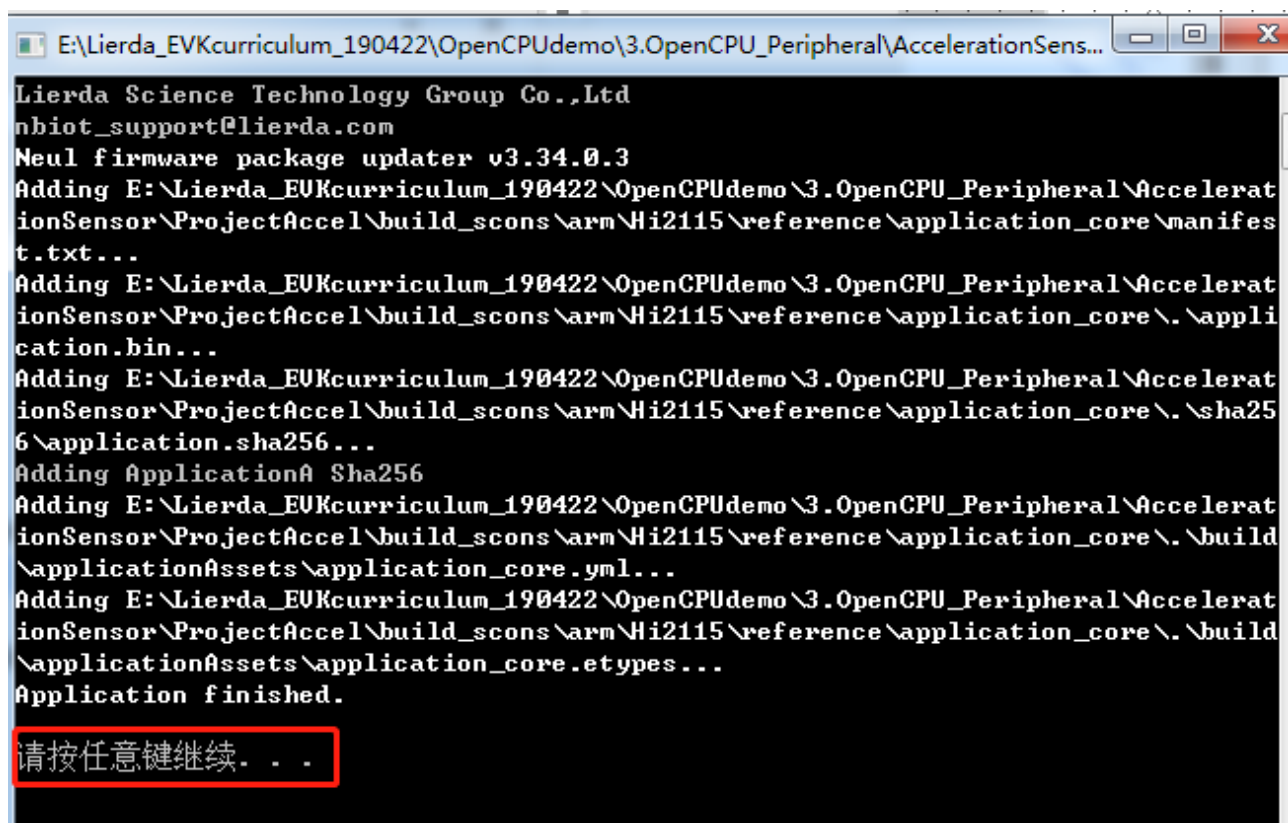 E:\Lierda_EVKcurriculum_190422\OpenCPUdemo\3.OpenCPU_Peripheral\AccelerationSens...
Lierda Science Technology Group Co.,Ltd
nbiot_support@lierda.com
Neul firmware package updater v3.34.0.3
Adding E:\Lierda_EVKcurriculum_190422\OpenCPUdemo\3.OpenCPU_Peripheral\Accelerat
ionSensor\ProjectAccel\build_scons\arm\Hi2115\reference\application_core\manifes
t.txt...
Adding E:\Lierda_EVKcurriculum_190422\OpenCPUdemo\3.OpenCPU_Peripheral\Accelerat
ionSensor\ProjectAccel\build_scons\arm\Hi2115\reference\application_core\.\appli
cation.bin...
Adding E:\Lierda_EVKcurriculum_190422\OpenCPUdemo\3.OpenCPU_Peripheral\Accelerat
ionSensor\ProjectAccel\build_scons\arm\Hi2115\reference\application_core\.\sha25
6\application.sha256...
Adding ApplicationA Sha256
Adding E:\Lierda_EVKcurriculum_190422\OpenCPUdemo\3.OpenCPU_Peripheral\Accelerat
ionSensor\ProjectAccel\build_scons\arm\Hi2115\reference\application_core\.\build
\applicationAssets\application_core.yml...
Adding E:\Lierda_EVKcurriculum_190422\OpenCPUdemo\3.OpenCPU_Peripheral\Accelerat
ionSensor\ProjectAccel\build_scons\arm\Hi2115\reference\application_core\.\build
\applicationAssets\application_core.etypes...
Application finished.
请按任意键继续. . .